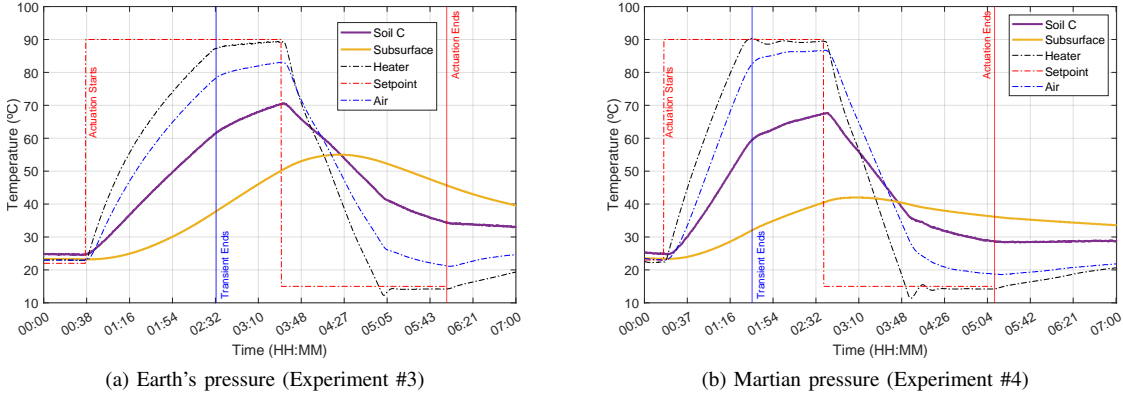 Temperature (ºC)
100
90
80
70
60
50
40
30
20
10
Actuation Starts
Transient Ends
Actuation Ends
Soil C
Subsurface
Heater
Setpoint
Air
00:00 00:38 01:16 01:54 02:32 03:10 03:48 04:27 05:05 05:43 06:21 07:00
Time (HH:MM)
(a) Earth's pressure (Experiment #3)
Temperature (ºC)
100
90
80
70
60
50
40
30
20
10
Actuation Starts
Transient Ends
Actuation Ends
Soil C
Subsurface
Heater
Setpoint
Air
00:00 00:37 01:16 01:54 02:32 03:10 03:48 04:26 05:04 05:42 06:21 07:00
Time (HH:MM)
(b) Martian pressure (Experiment #4)